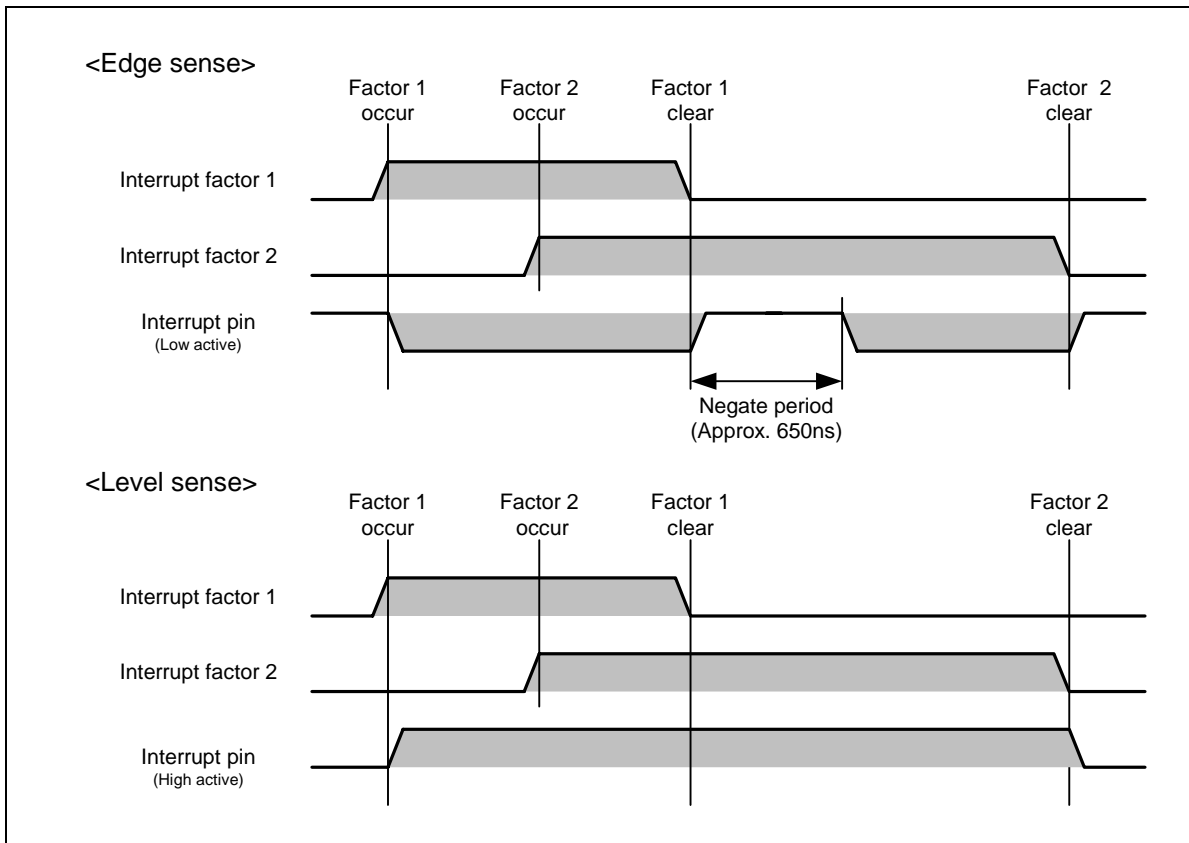 <Edge sense>
Factor 1
occur
Factor 2
occur
Factor 1
clear
Factor 2
clear
Interrupt factor 1
Interrupt factor 2
Interrupt pin
(Low active)
Negate period
(Approx. 650ns)
<Level sense>
Factor 1
occur
Factor 2
occur
Factor 1
clear
Factor 2
clear
Interrupt factor 1
Interrupt factor 2
Interrupt pin
(High active)